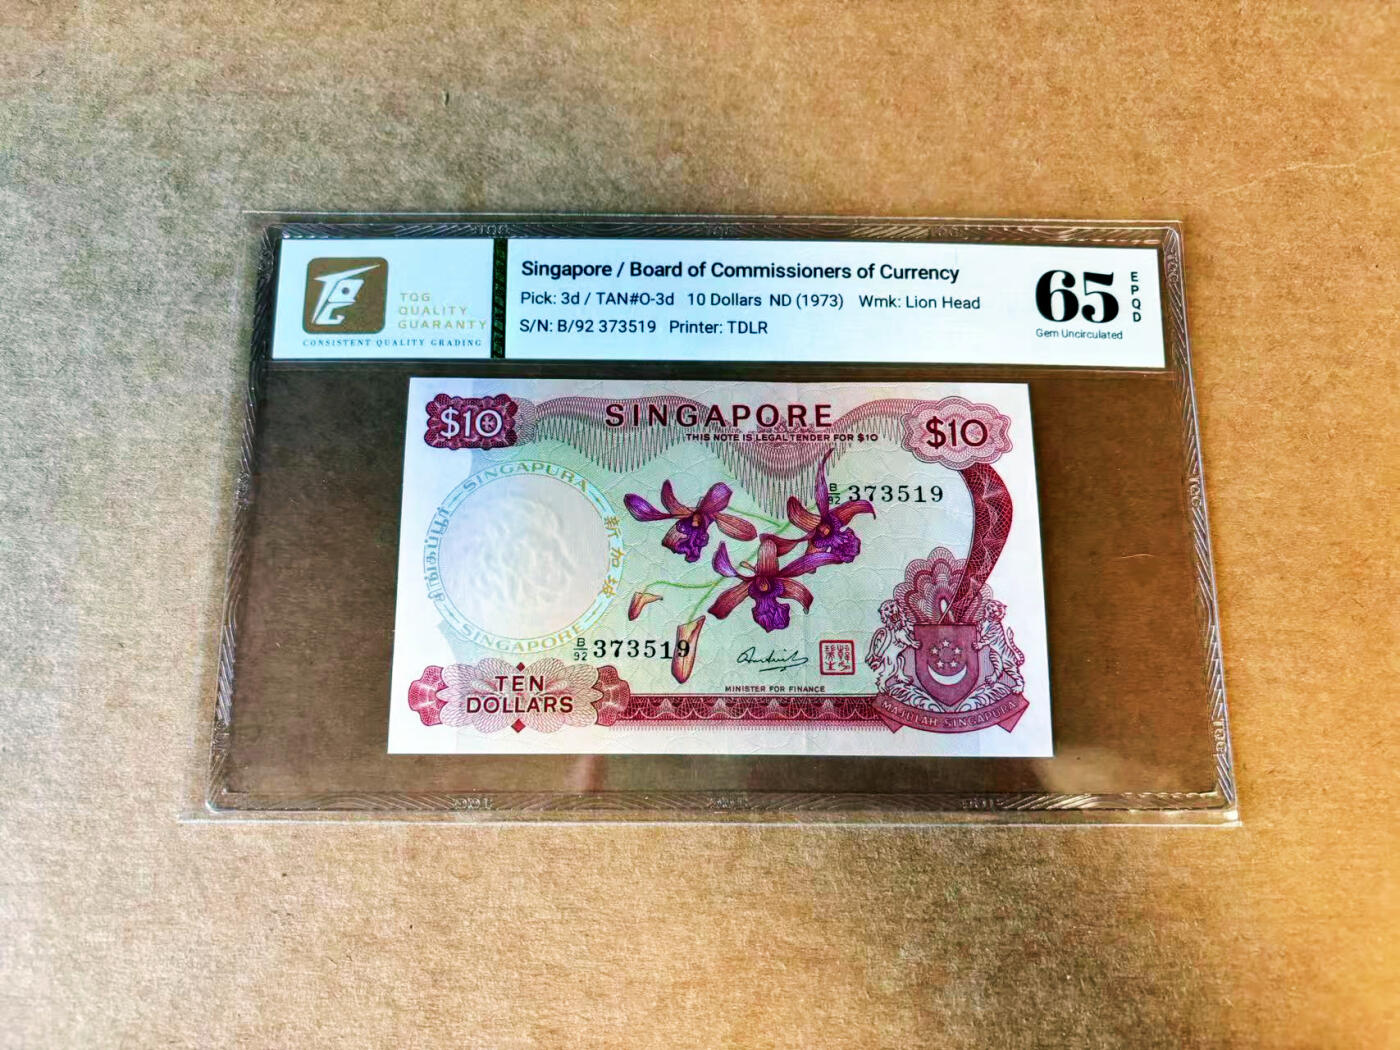 TQG
QUALITY
GUARANTY
CONSISTENT QUALITY GRADING
Singapore / Board of Commissioners of Currency
Pick: 3d / TAN#O-3d 10 Dollars ND (1973) Wmk: Lion Head
S/N: B/92 373519 Printer: TDLR
65
EPQD
Gem Uncirculated
$10
SINGAPORE
THIS NOTE IS LEGAL TENDER FOR $10
$10
SINGAPURA
சிங்கப்பூர்
新加坡
SINGAPORE
B/92 373519
B/92 373519
MINISTER FOR FINANCE
TEN
DOLLARS
MAJULAH SINGAPURA